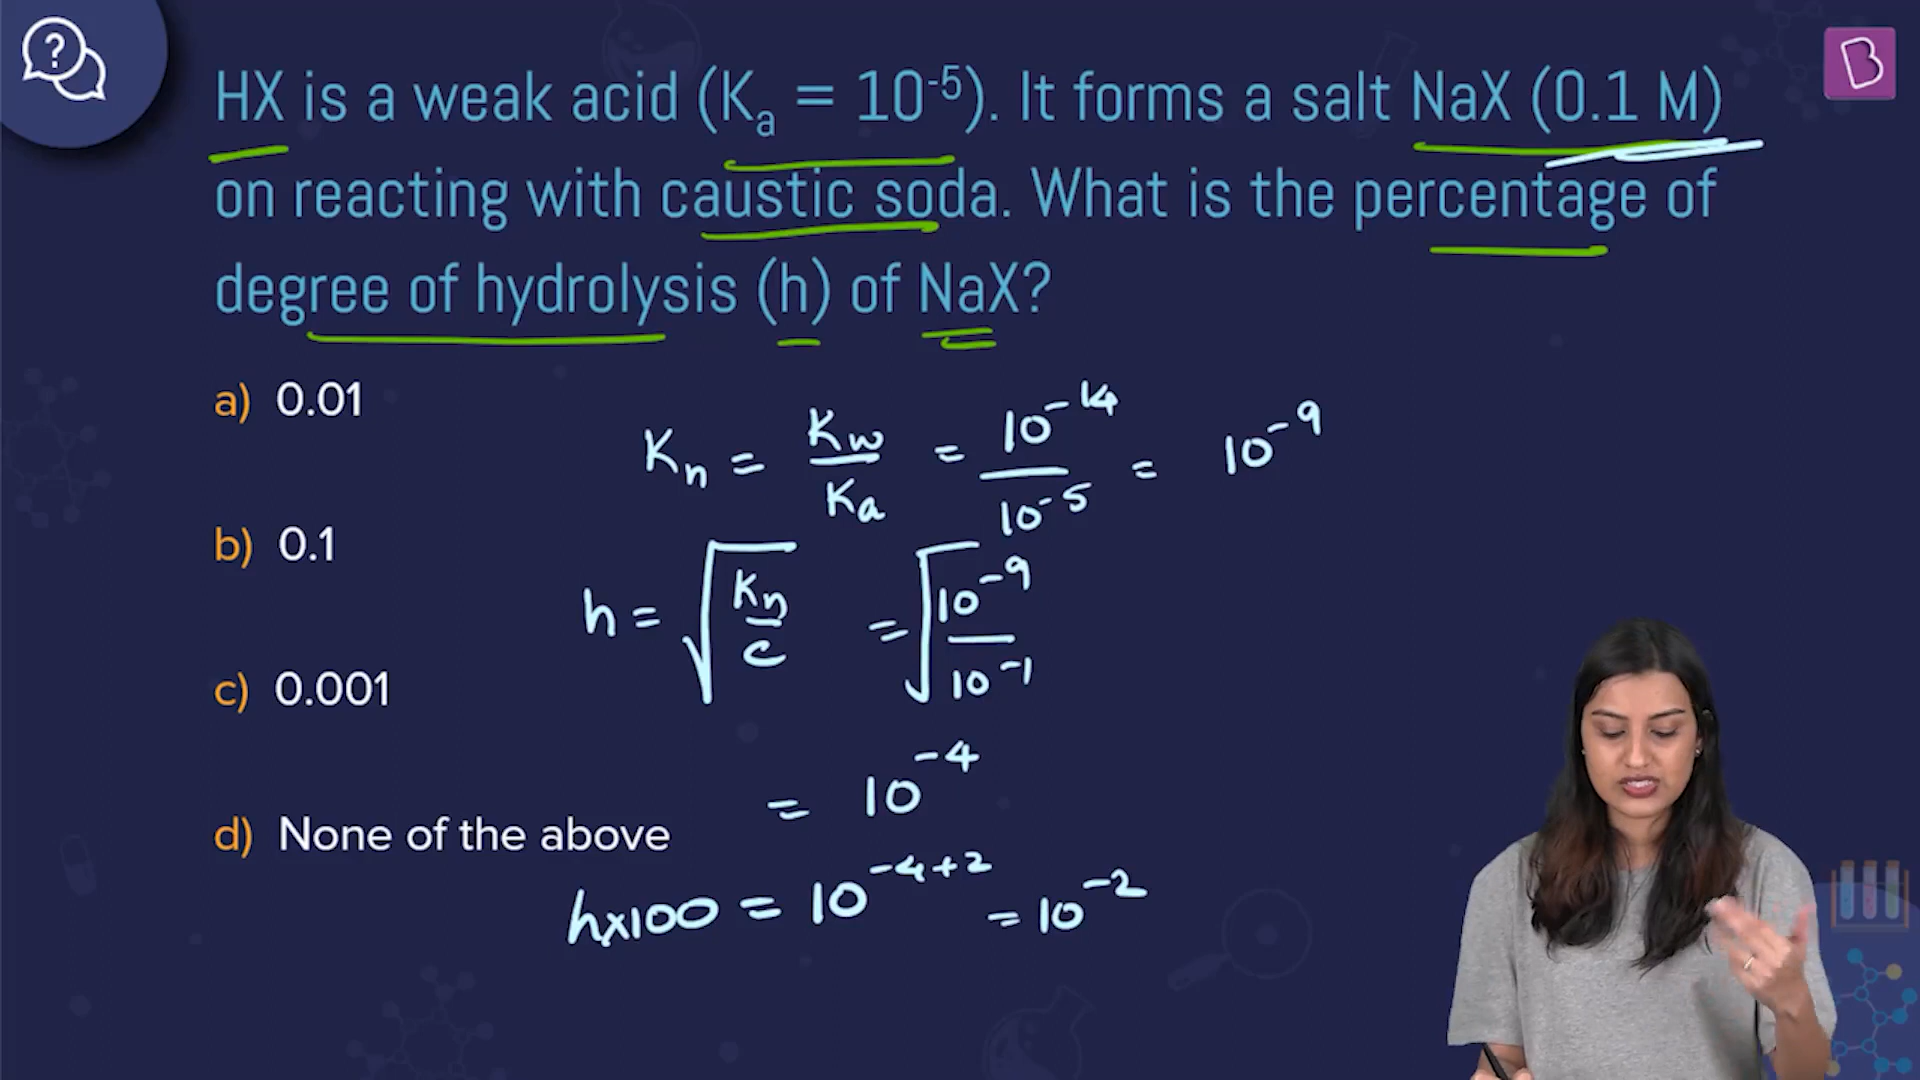 HX is a weak acid (Kₐ = 10⁻⁵). It forms a salt NaX (0.1 M)
on reacting with caustic soda. What is the percentage of
degree of hydrolysis (h) of NaX?
a) 0.01
b) 0.1
c) 0.001
d) None of the above
Kₕ = Kw/Ka = 10⁻¹⁴/10⁻⁵ = 10⁻⁹
h = √(Kₕ/c) = √(10⁻⁹/10⁻¹)
= 10⁻⁴
h×100 = 10⁻⁴⁺² = 10⁻²
?
B